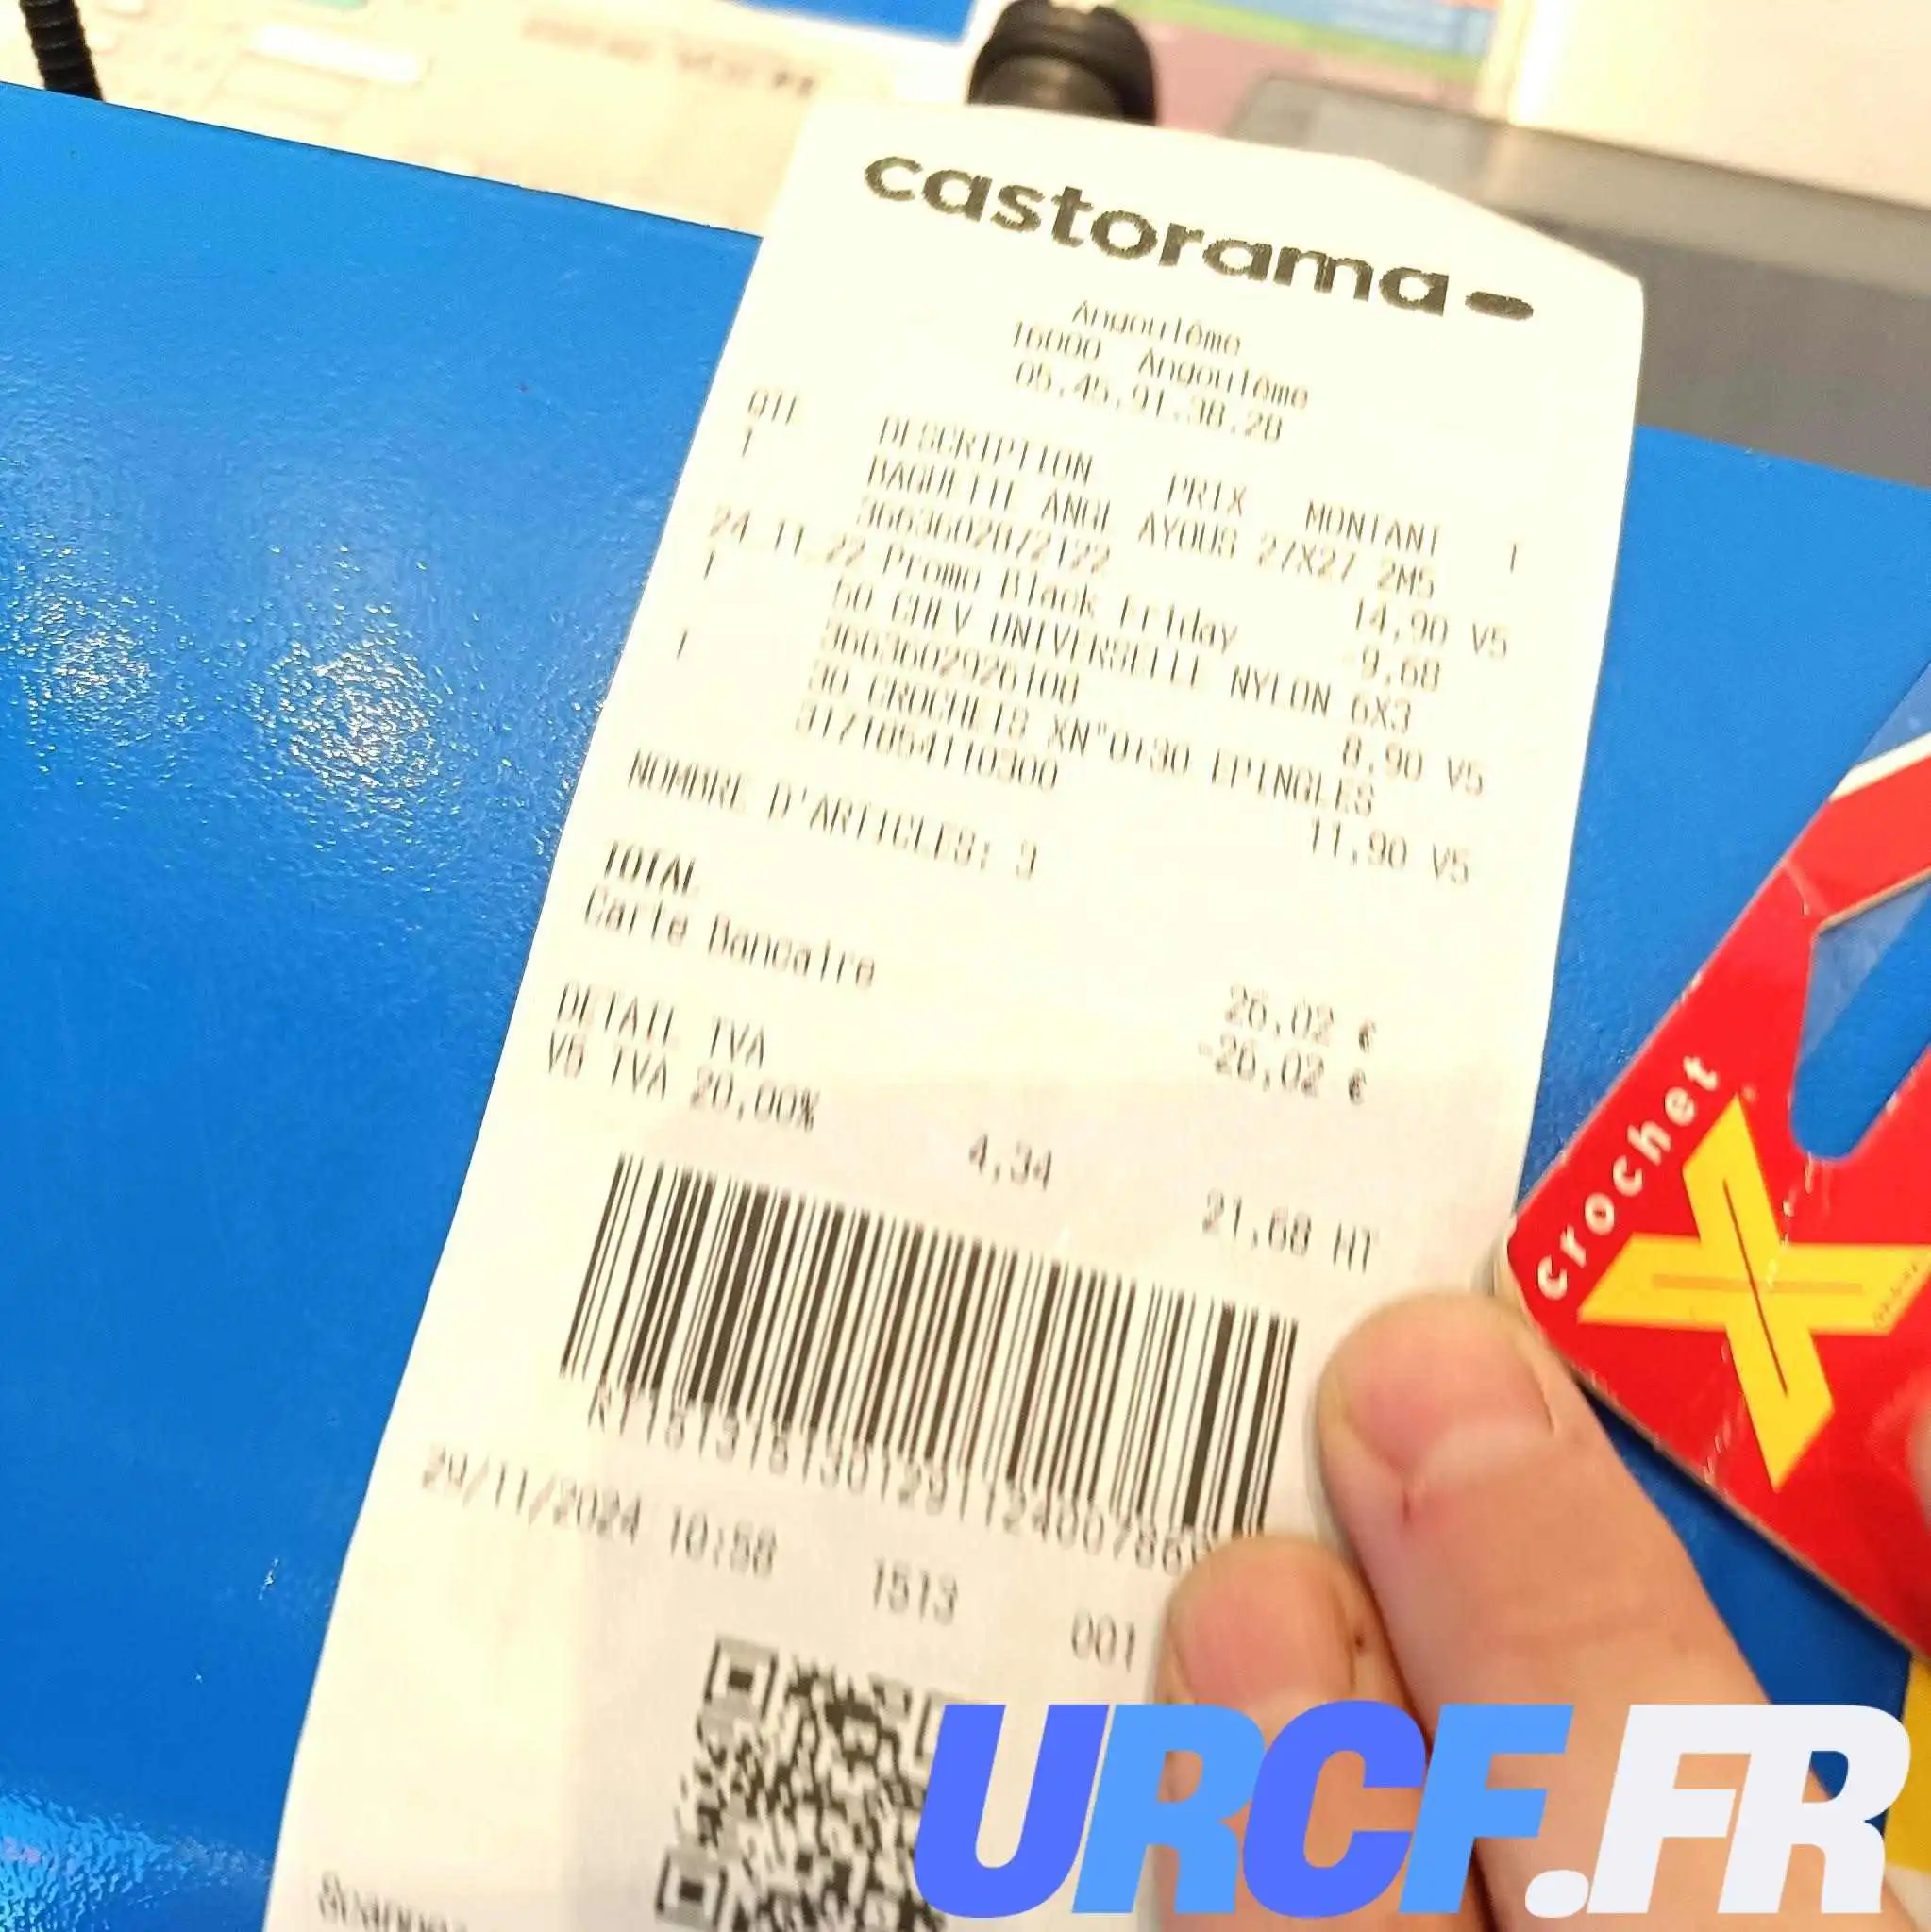 castorama
Angoulême
16000 Angoulême
05.45.91.38.28
QTE DESCRIPTION PRIX MONTANT T
1 BAGUETTE ANGL AYOUS 27X27 2M5
3663602872122 14,90 V5
24.11.22 Promo Black Friday -9,68
1 50 CHEV UNIVERSELLE NYLON 6X3
3663602926108 8.90 V5
1 30 CROCHETS XN°0+30 EPINGLES
3171054110300 11,90 V5
NOMBRE D'ARTICLES: 3
TOTAL 26,02 €
Carte Bancaire -26,02 €
DETAIL TVA
V5 TVA 20,00% 4,34 21,68 HT
29/11/2024 10:58 1513 001
crochet
X
URCF.FR